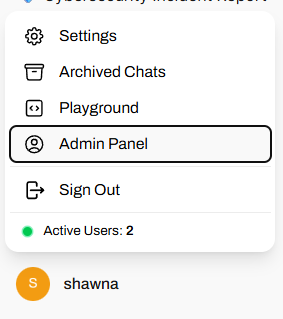 Cybersecurity Incident Report
Settings
Archived Chats
Playground
Admin Panel
Sign Out
Active Users: 2
S
shawna